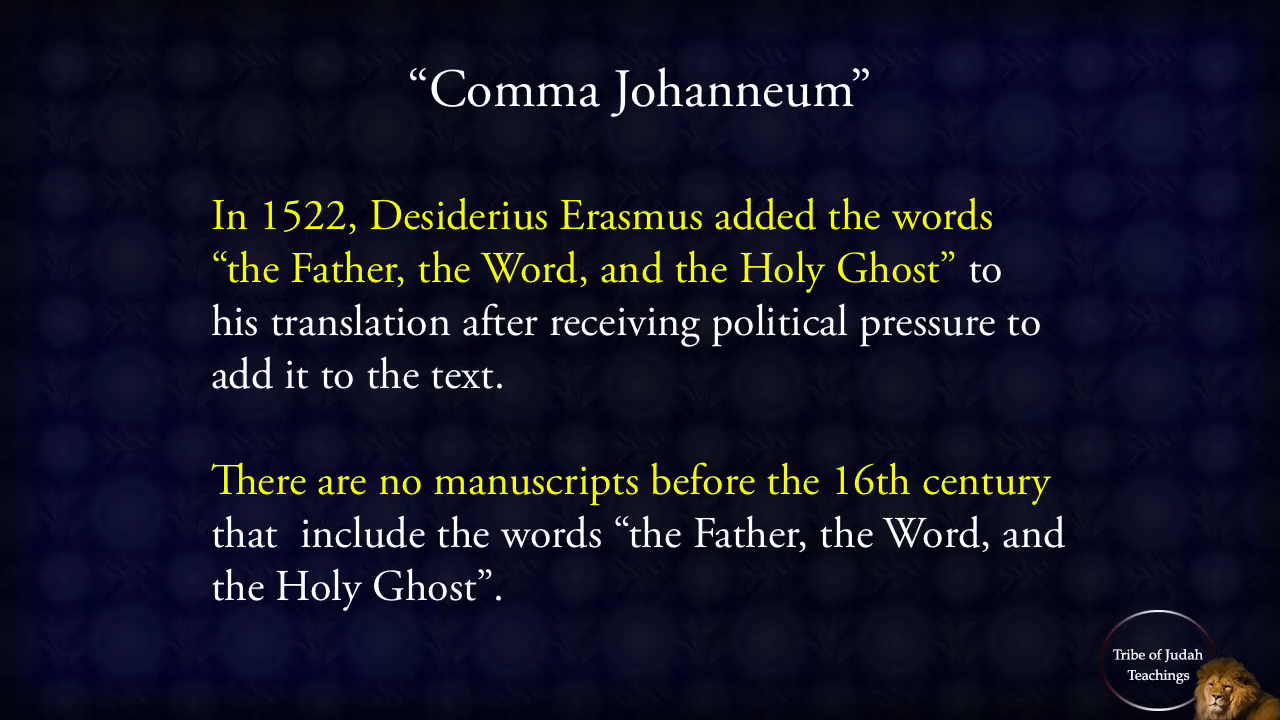 “Comma Johanneum”
In 1522, Desiderius Erasmus added the words
“the Father, the Word, and the Holy Ghost” to
his translation after receiving political pressure to
add it to the text.
There are no manuscripts before the 16th century
that  include the words “the Father, the Word, and
the Holy Ghost”.
Tribe of Judah
Teachings